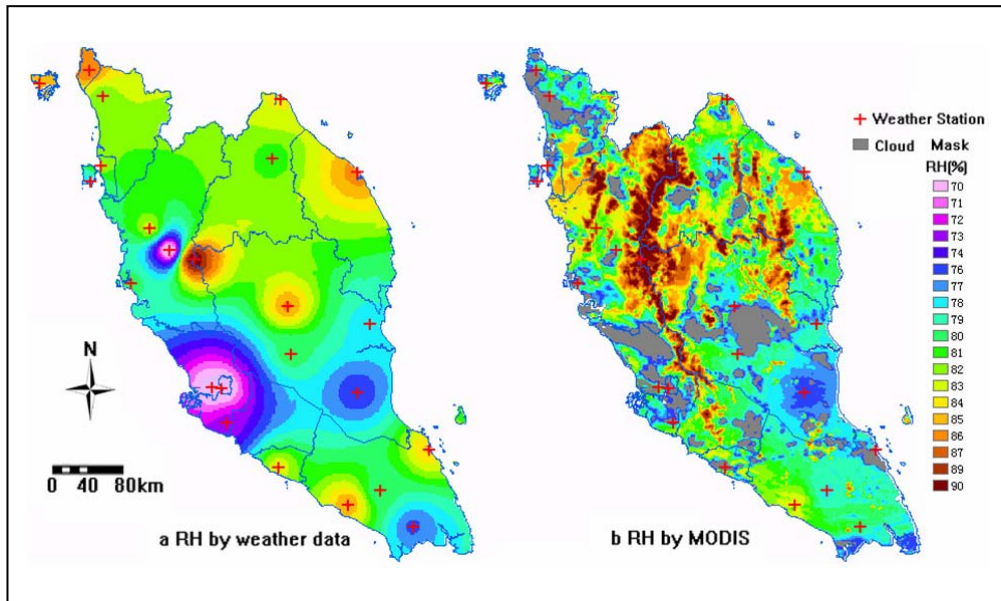 Weather Station
Cloud Mask
RH(%)
70
71
72
73
74
76
77
78
79
80
81
82
83
84
85
86
87
89
90
N
0 40 80km
a RH by weather data
b RH by MODIS